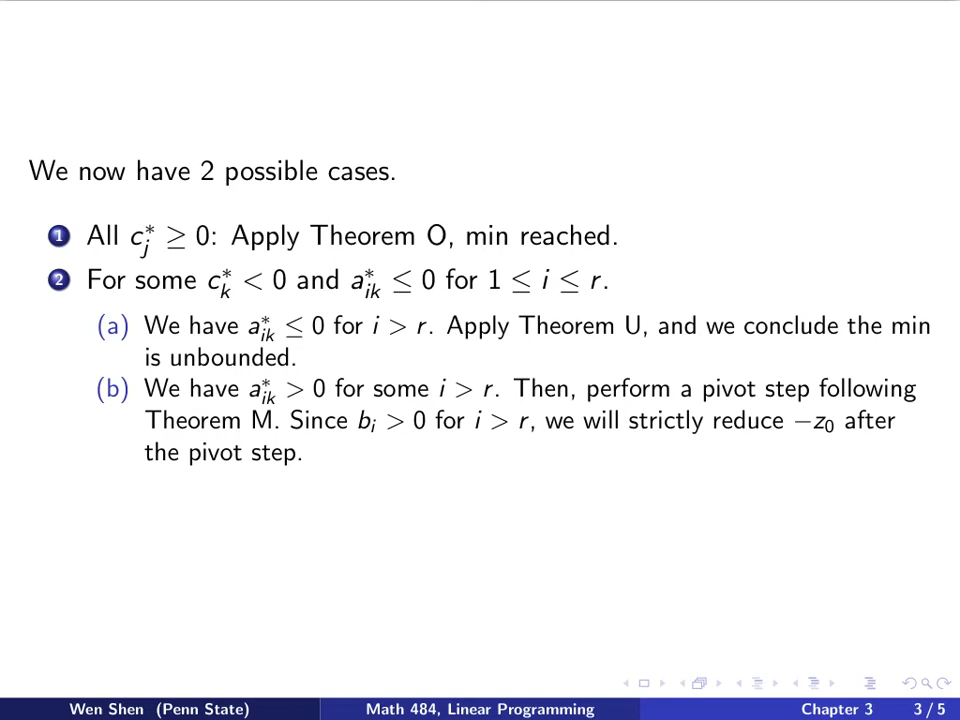 We now have 2 possible cases.
1 All c*_j ≥ 0: Apply Theorem O, min reached.
2 For some c*_k < 0 and a*_ik ≤ 0 for 1 ≤ i ≤ r.
(a) We have a*_ik ≤ 0 for i > r. Apply Theorem U, and we conclude the min
is unbounded.
(b) We have a*_ik > 0 for some i > r. Then, perform a pivot step following
Theorem M. Since b_i > 0 for i > r, we will strictly reduce −z_0 after
the pivot step.
Wen Shen (Penn State) Math 484, Linear Programming Chapter 3 3 / 5